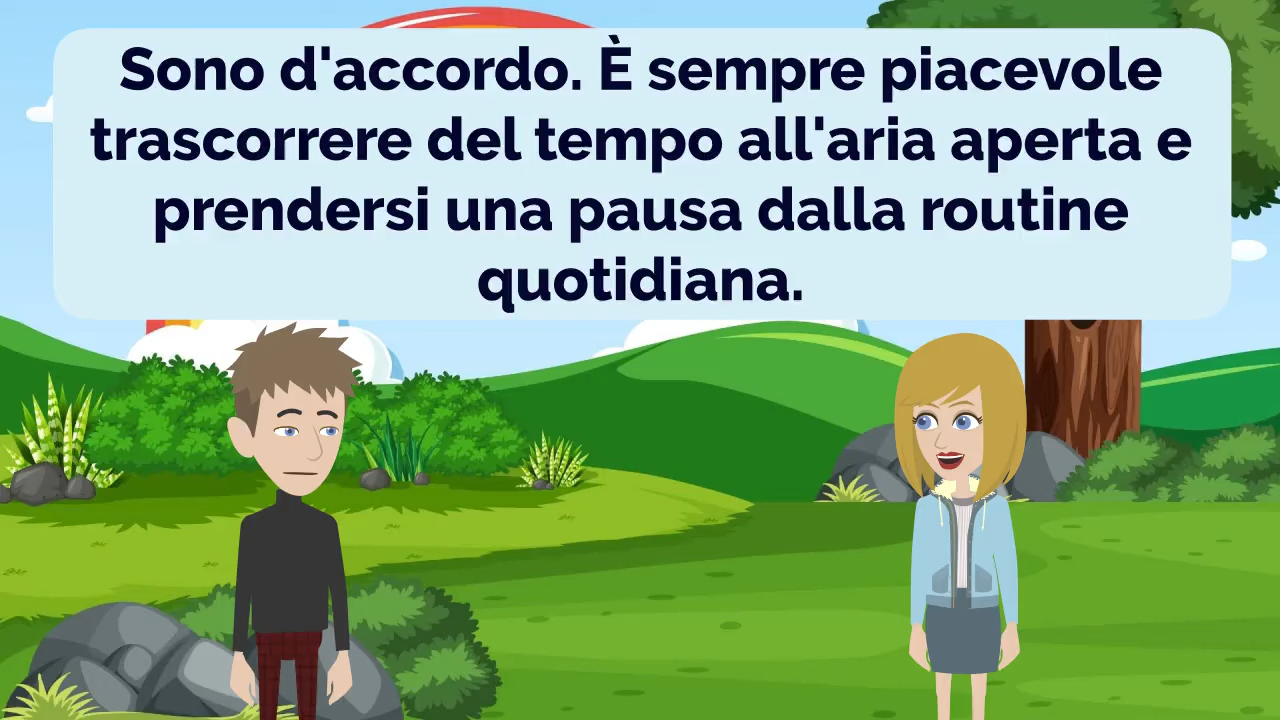 Sono d'accordo. È sempre piacevole
trascorrere del tempo all'aria aperta e
prendersi una pausa dalla routine
quotidiana.